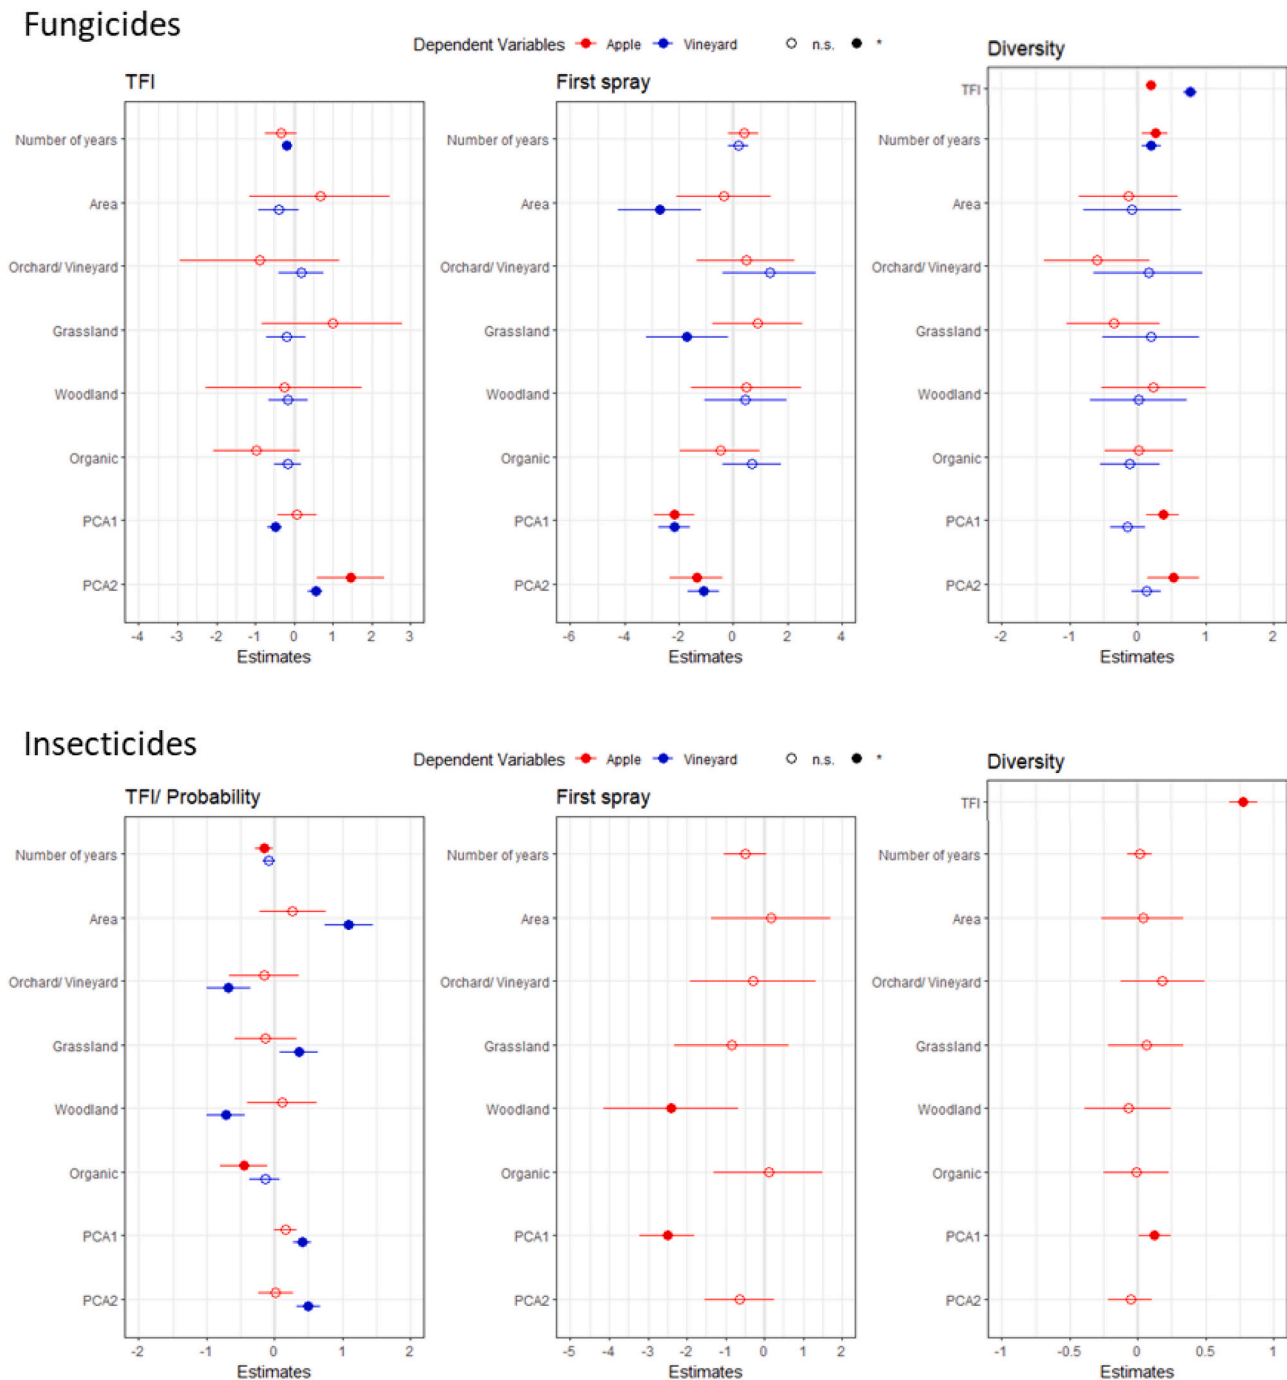 Fungicides
Dependent Variables Apple Vineyard n.s. *
TFI
Number of years
Area
Orchard/ Vineyard
Grassland
Woodland
Organic
PCA1
PCA2
-4 -3 -2 -1 0 1 2 3
Estimates
First spray
Number of years
Area
Orchard/ Vineyard
Grassland
Woodland
Organic
PCA1
PCA2
-6 -4 -2 0 2 4
Estimates
Diversity
TFI
Number of years
Area
Orchard/ Vineyard
Grassland
Woodland
Organic
PCA1
PCA2
-2 -1 0 1 2
Estimates
Insecticides
Dependent Variables Apple Vineyard n.s. *
TFI/ Probability
Number of years
Area
Orchard/ Vineyard
Grassland
Woodland
Organic
PCA1
PCA2
-2 -1 0 1 2
Estimates
First spray
Number of years
Area
Orchard/ Vineyard
Grassland
Woodland
Organic
PCA1
PCA2
-5 -4 -3 -2 -1 0 1 2
Estimates
Diversity
TFI
Number of years
Area
Orchard/ Vineyard
Grassland
Woodland
Organic
PCA1
PCA2
-1 -0.5 0 0.5 1
Estimates